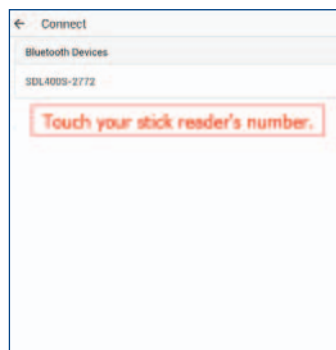 ← Connect
Bluetooth Devices
SDL400S-2772
Touch your stick reader's number.